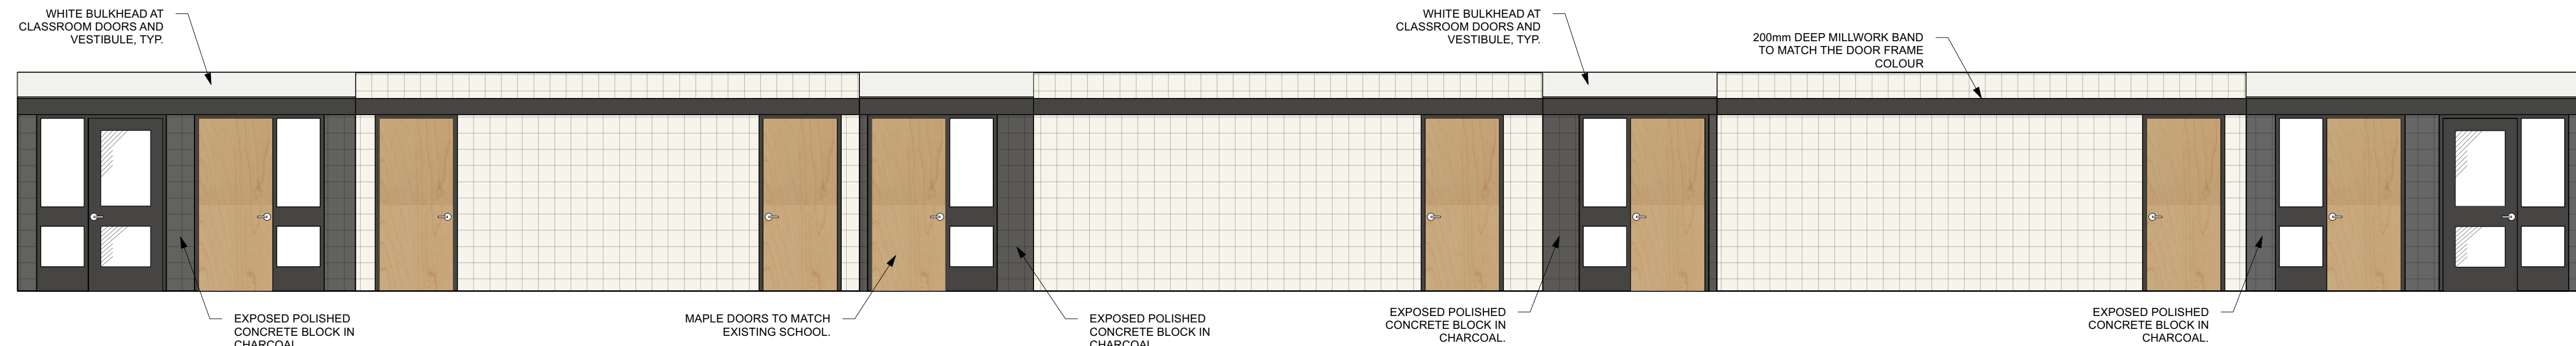 WHITE BULKHEAD AT
CLASSROOM DOORS AND
VESTIBULE, TYP.
WHITE BULKHEAD AT
CLASSROOM DOORS AND
VESTIBULE, TYP.
200mm DEEP MILLWORK BAND
TO MATCH THE DOOR FRAME
COLOUR
EXPOSED POLISHED
CONCRETE BLOCK IN
CHARCOAL
MAPLE DOORS TO MATCH
EXISTING SCHOOL.
EXPOSED POLISHED
CONCRETE BLOCK IN
CHARCOAL
EXPOSED POLISHED
CONCRETE BLOCK IN
CHARCOAL.
EXPOSED POLISHED
CONCRETE BLOCK IN
CHARCOAL.